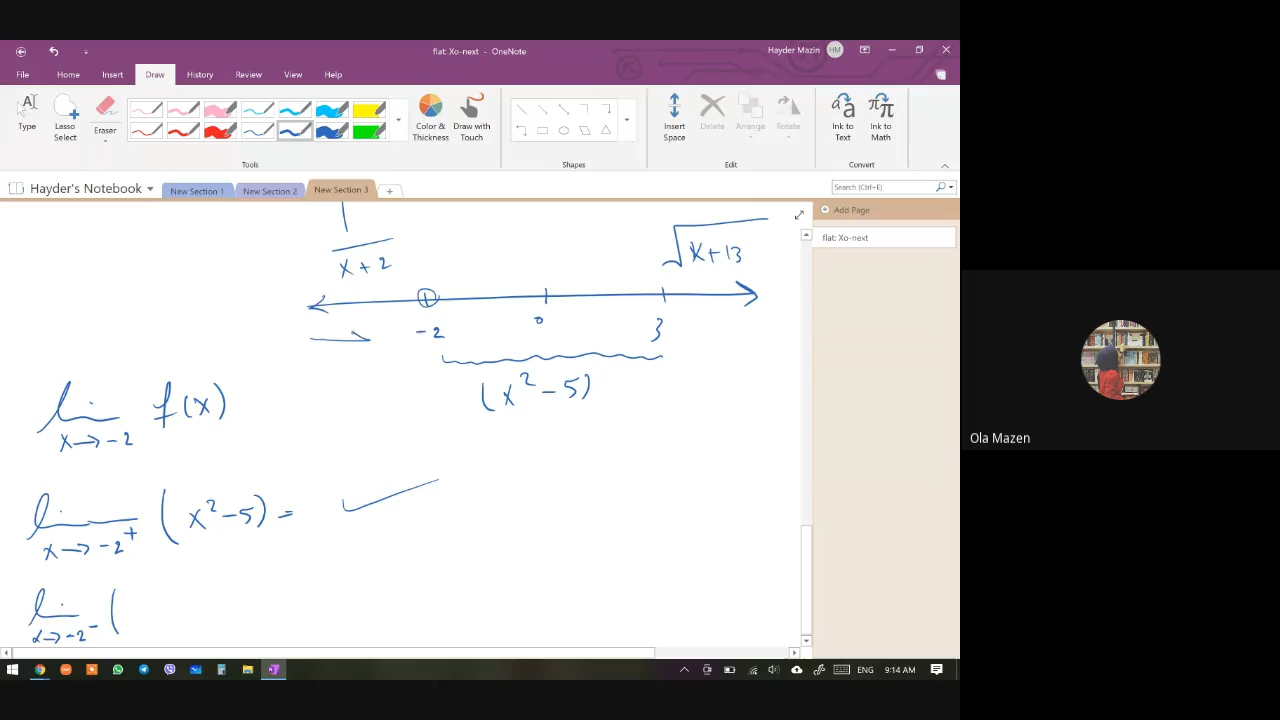 flat: Xo-next - OneNote
Hayder Mazin HM
File Home Insert Draw History Review View Help
Type
Lasso Select
Eraser
Color & Thickness
Draw with Touch
Insert Space
Delete
Arrange
Rotate
Ink to Text
Ink to Math
Tools Shapes Edit Convert
Hayder's Notebook New Section 1 New Section 2 New Section 3
Search (Ctrl+E)
Add Page
flat: Xo-next
1
x + 2
√x+13
-2 0 3
(x² - 5)
lim f(x)
x → -2
lim (x² - 5) =
x → -2⁺
lim (
x → -2⁻
Ola Mazen
ENG 9:14 AM